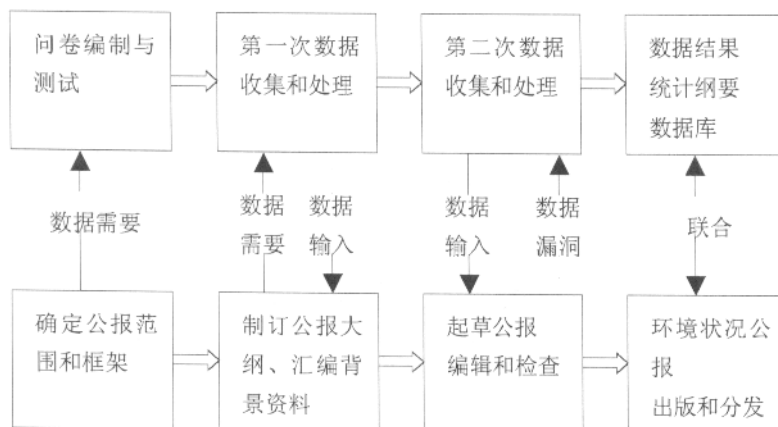 问卷编制与
测试
第一次数据
收集和处理
第二次数据
收集和处理
数据结果
统计纲要
数据库
数据需要
数据
需要
数据
输入
数据
输入
数据
漏洞
联合
确定公报范
围和框架
制订公报大
纲、汇编背
景资料
起草公报
编辑和检查
环境状况公
报
出版和分发